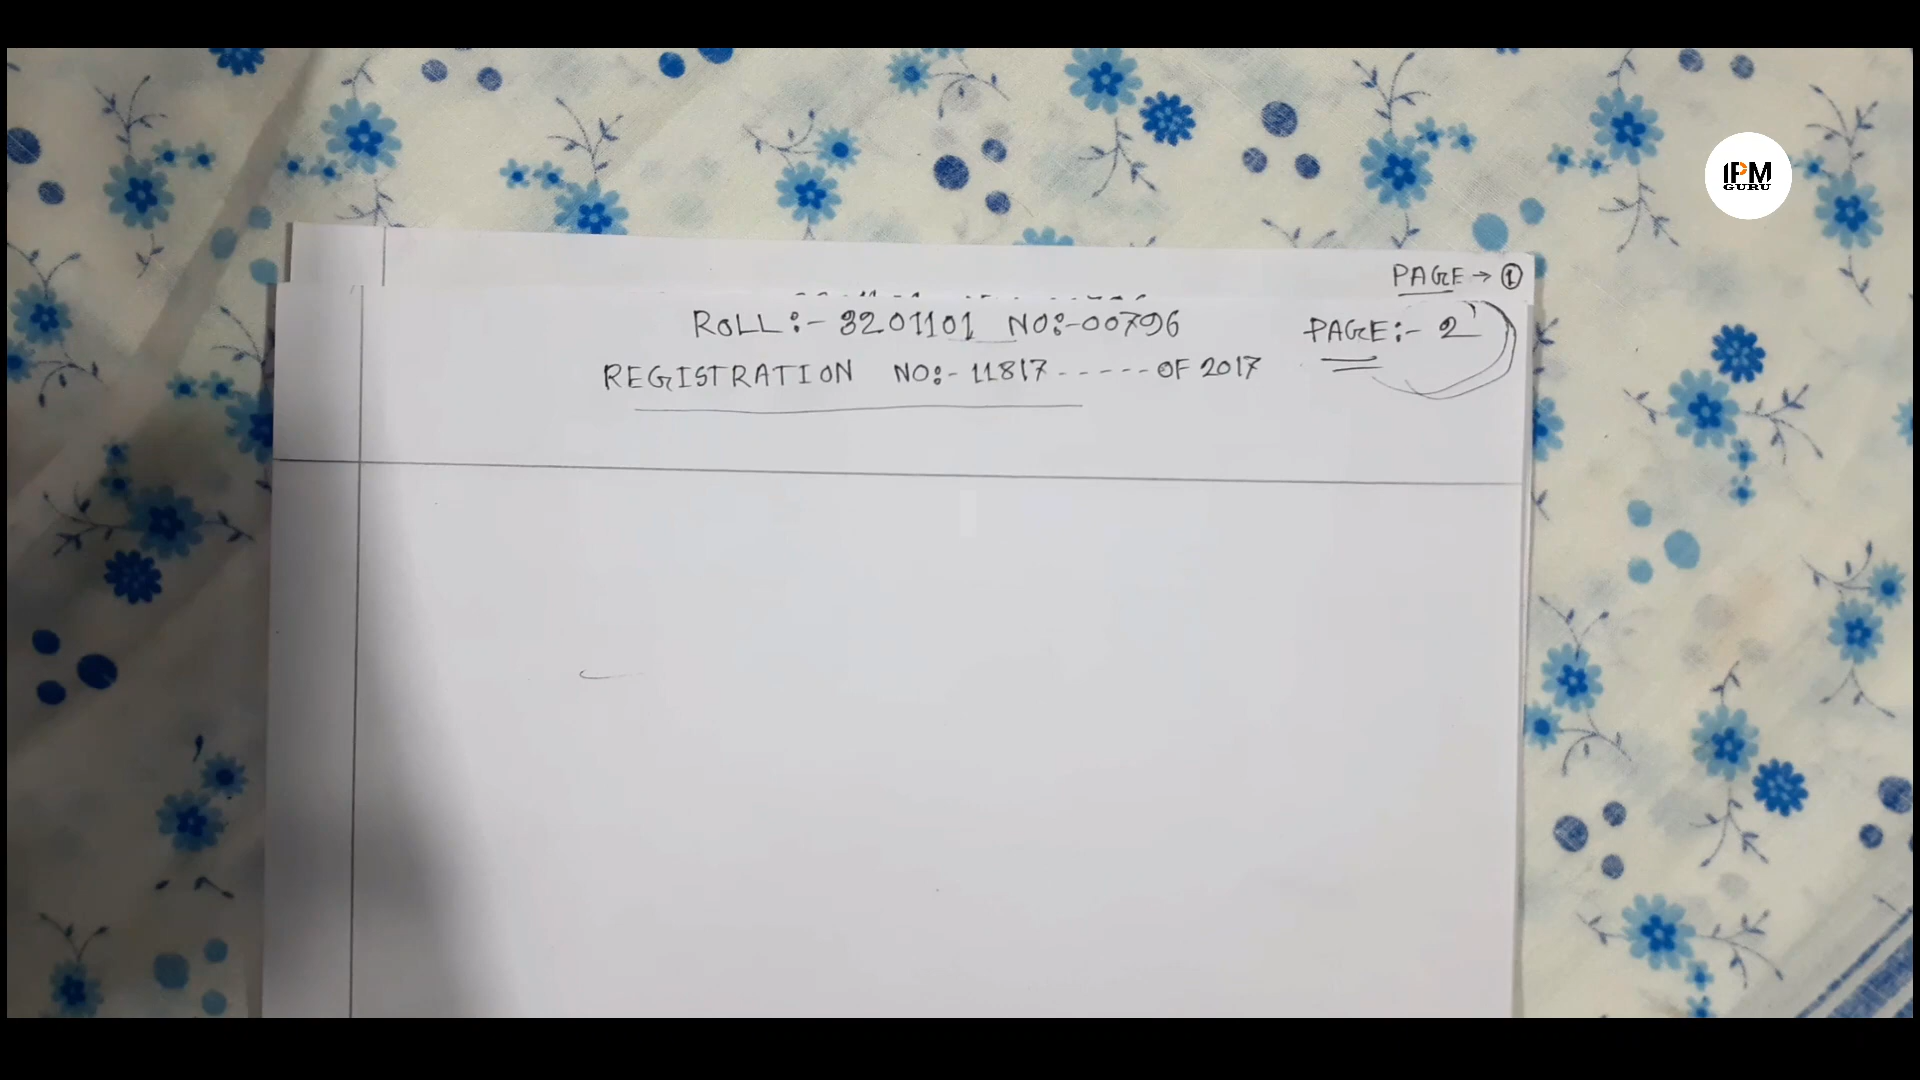 IPM
GURU
PAGE → 1
ROLL:- 3201101 NO:-00796
PAGE:- 2
REGISTRATION NO:- 11817 - - - - - OF 2017